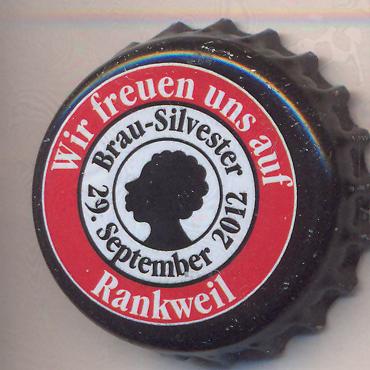 Wir freuen uns auf
Brau-Silvester
29. September 2012
Rankweil